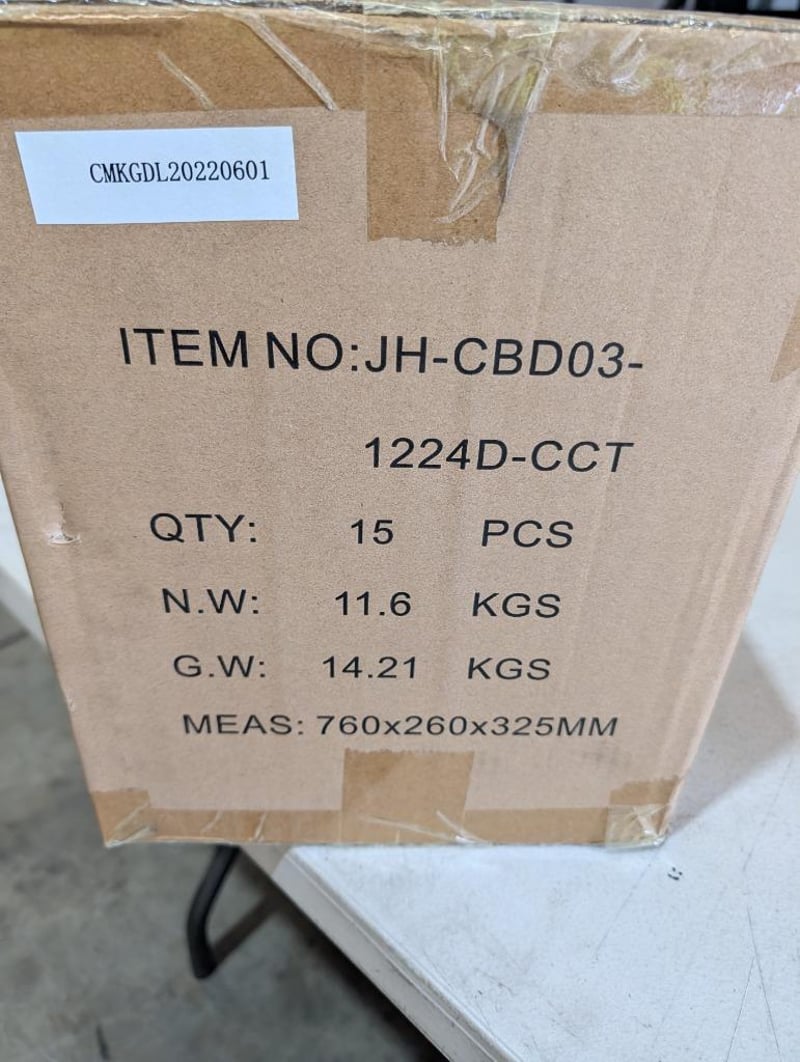 CMKGDL20220601
ITEM NO:JH-CBD03-
1224D-CCT
QTY: 15 PCS
N.W: 11.6 KGS
G.W: 14.21 KGS
MEAS: 760x260x325MM